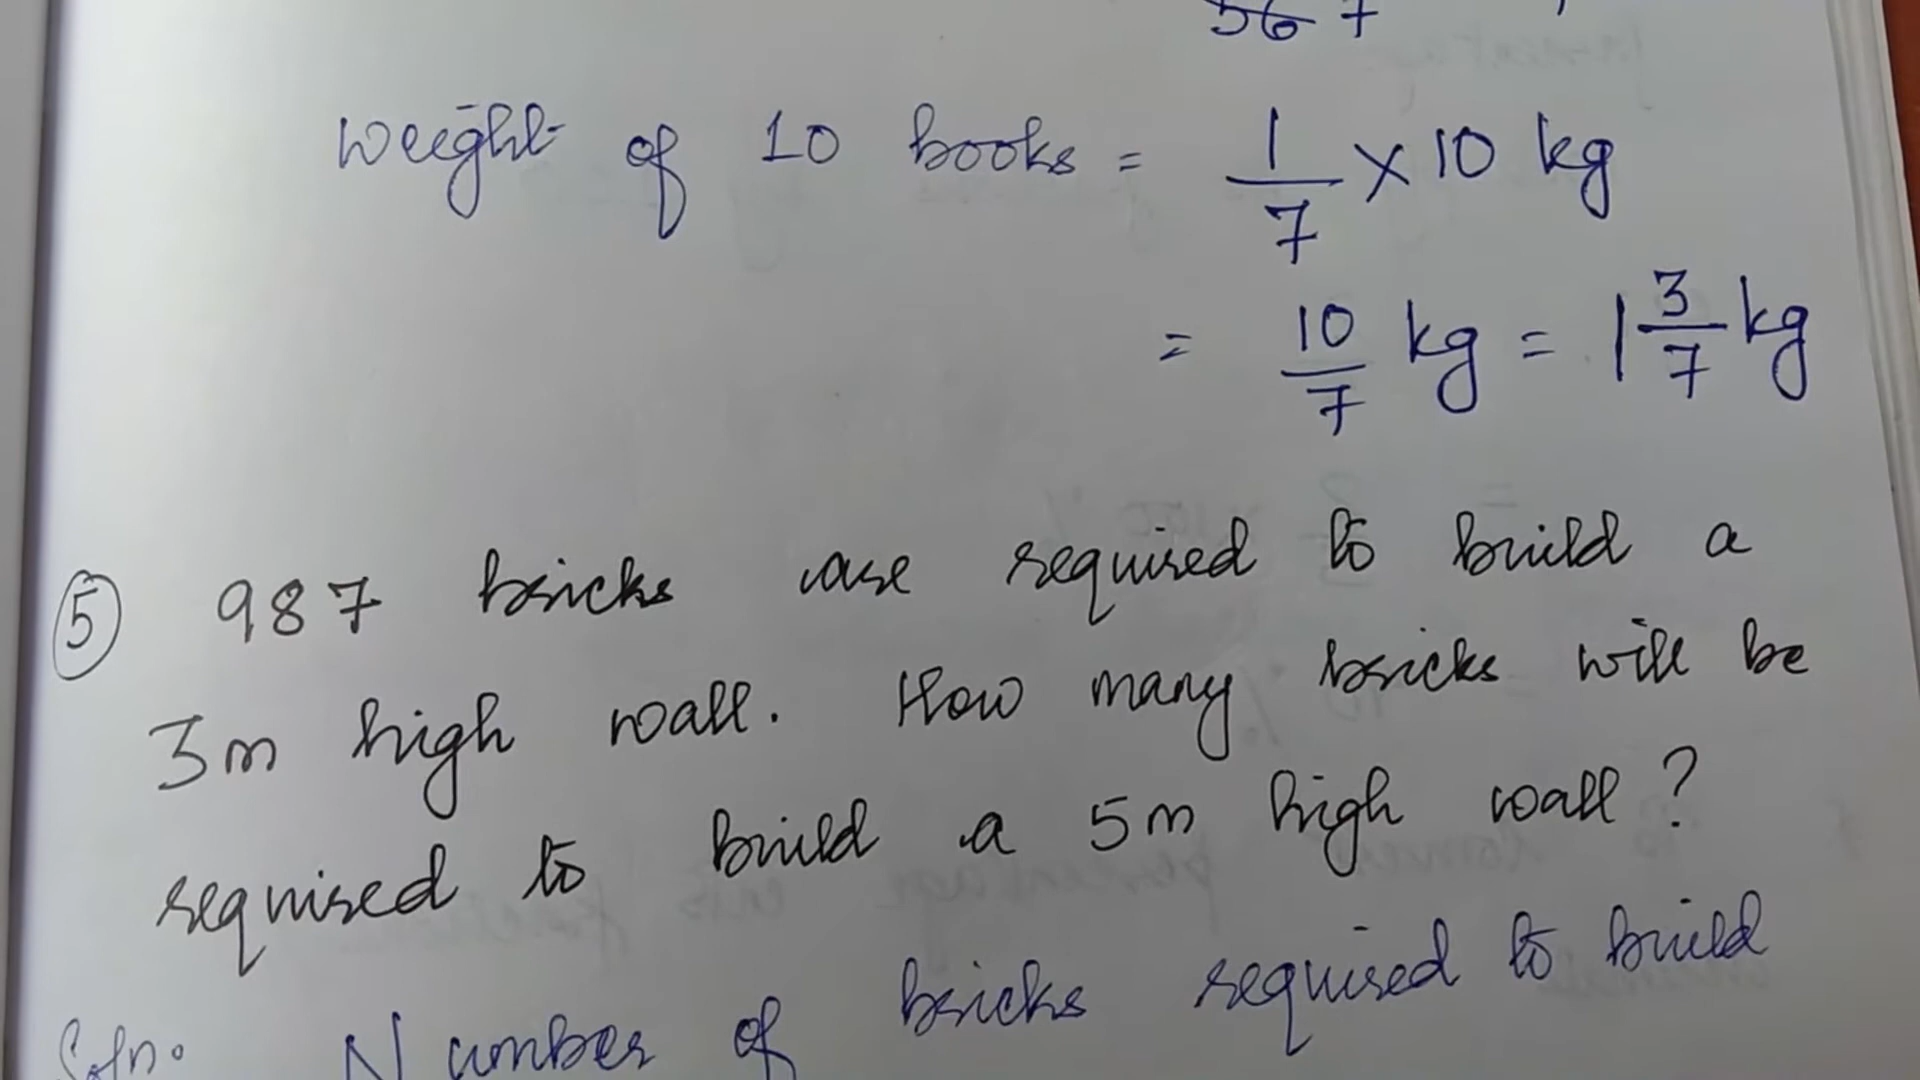 567
Weight of 10 books = 1/7 × 10 kg
= 10/7 kg = 1 3/7 kg
⑤ 987 bricks are required to build a
3m high wall. How many bricks will be
required to build a 5m high wall?
Soln: Number of bricks required to build